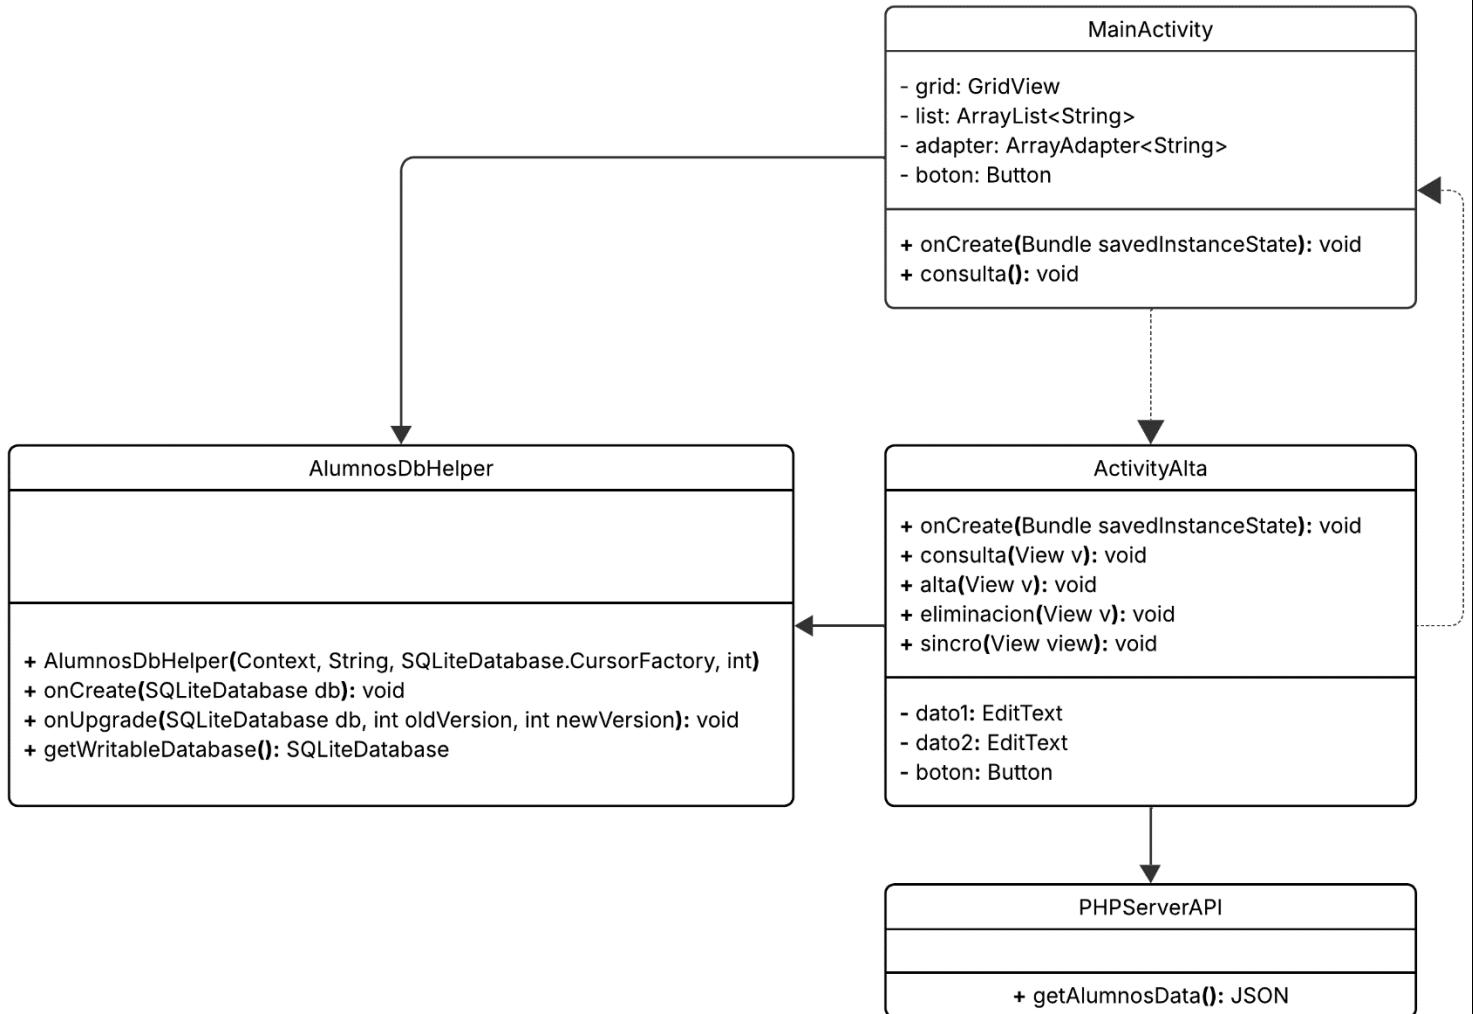 MainActivity
- grid: GridView
- list: ArrayList<String>
- adapter: ArrayAdapter<String>
- boton: Button
+ onCreate(Bundle savedInstanceState): void
+ consulta(): void
AlumnosDbHelper
+ AlumnosDbHelper(Context, String, SQLiteDatabase.CursorFactory, int)
+ onCreate(SQLiteDatabase db): void
+ onUpgrade(SQLiteDatabase db, int oldVersion, int newVersion): void
+ getWritableDatabase(): SQLiteDatabase
ActivityAlta
+ onCreate(Bundle savedInstanceState): void
+ consulta(View v): void
+ alta(View v): void
+ eliminacion(View v): void
+ sincro(View view): void
- dato1: EditText
- dato2: EditText
- boton: Button
PHPServerAPI
+ getAlumnosData(): JSON